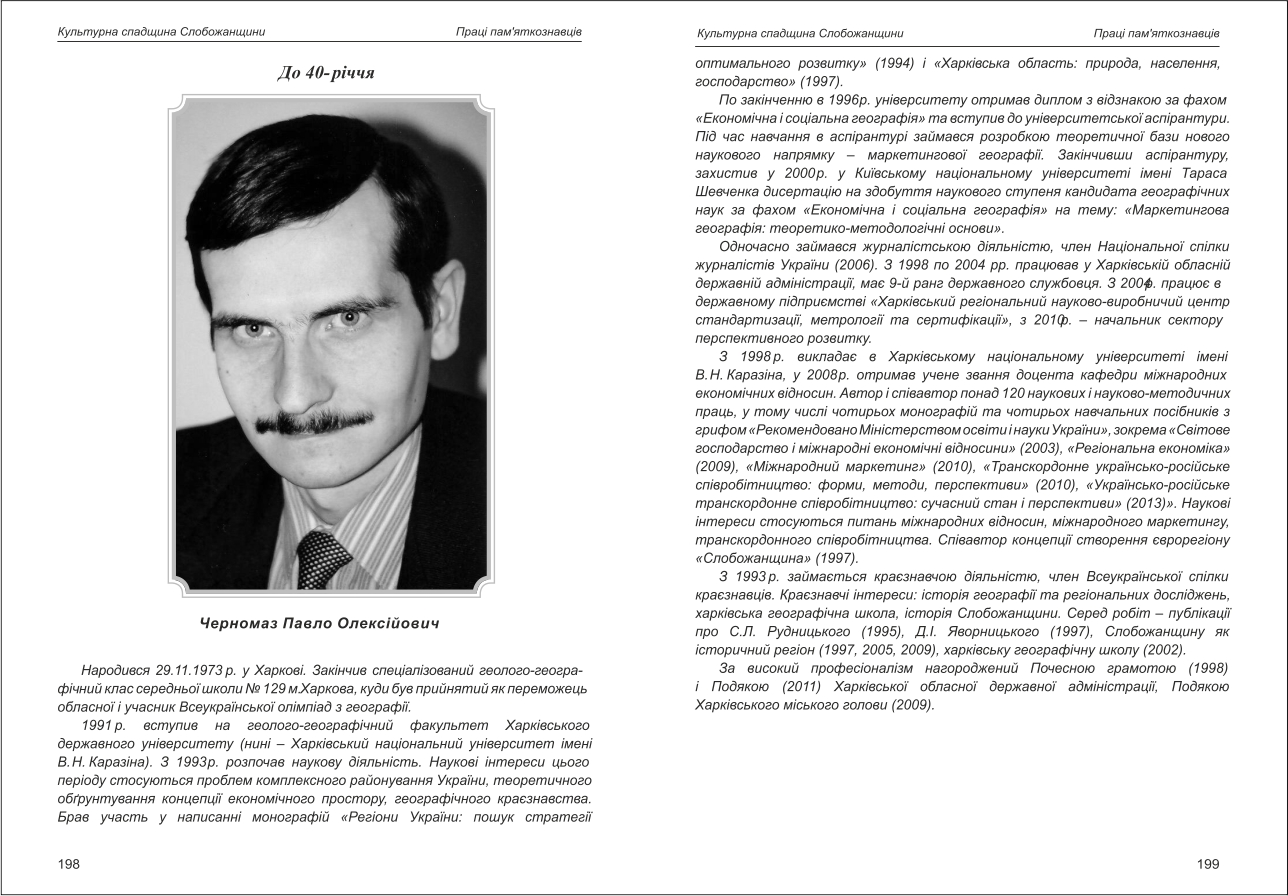 Культурна спадщина Слобожанщини
Праці пам'яткознавців
До 40-річчя
Черномаз Павло Олексійович
Народився 29.11.1973 р. у Харкові. Закінчив спеціалізований геолого-геогра-
фічний клас середньої школи № 129 м.Харкова, куди був прийнятий як переможець
обласної і учасник Всеукраїнської олімпіад з географії.
1991 р. вступив на геолого-географічний факультет Харківського
державного університету (нині – Харківський національний університет імені
В. Н. Каразіна). З 1993р. розпочав наукову діяльність. Наукові інтереси цього
періоду стосуються проблем комплексного районування України, теоретичного
обґрунтування концепції економічного простору, географічного краєзнавства.
Брав участь у написанні монографій «Регіони України: пошук стратегії
198
Культурна спадщина Слобожанщини
Праці пам'яткознавців
оптимального розвитку» (1994) і «Харківська область: природа, населення,
господарство» (1997).
По закінченню в 1996р. університету отримав диплом з відзнакою за фахом
«Економічна і соціальна географія» та вступив до університетської аспірантури.
Під час навчання в аспірантурі займався розробкою теоретичної бази нового
наукового напрямку – маркетингової географії. Закінчивши аспірантуру,
захистив у 2000р. у Київському національному університеті імені Тараса
Шевченка дисертацію на здобуття наукового ступеня кандидата географічних
наук за фахом «Економічна і соціальна географія» на тему: «Маркетингова
географія: теоретико-методологічні основи».
Одночасно займався журналістською діяльністю, член Національної спілки
журналістів України (2006). З 1998 по 2004 рр. працював у Харківській обласній
державній адміністрації, має 9-й ранг державного службовця. З 2004р. працює в
державному підприємстві «Харківський регіональний науково-виробничий центр
стандартизації, метрології та сертифікації», з 2010р. – начальник сектору
перспективного розвитку.
З 1998р. викладає в Харківському національному університеті імені
В. Н. Каразіна, у 2008р. отримав учене звання доцента кафедри міжнародних
економічних відносин. Автор і співавтор понад 120 наукових і науково-методичних
праць, у тому числі чотирьох монографій та чотирьох навчальних посібників з
грифом «Рекомендовано Міністерством освіти і науки України», зокрема «Світове
господарство і міжнародні економічні відносини» (2003), «Регіональна економіка»
(2009), «Міжнародний маркетинг» (2010), «Транскордонне українсько-російське
співробітництво: форми, методи, перспективи» (2010), «Українсько-російське
транскордонне співробітництво: сучасний стан і перспективи» (2013)». Наукові
інтереси стосуються питань міжнародних відносин, міжнародного маркетингу,
транскордонного співробітництва. Співавтор концепції створення єврорегіону
«Слобожанщина» (1997).
З 1993 р. займається краєзнавчою діяльністю, член Всеукраїнської спілки
краєзнавців. Краєзнавчі інтереси: історія географії та регіональних досліджень,
харківська географічна школа, історія Слобожанщини. Серед робіт – публікації
про С.Л. Рудницького (1995), Д.І. Яворницького (1997), Слобожанщину як
історичний регіон (1997, 2005, 2009), харківську географічну школу (2002).
За високий професіоналізм нагороджений Почесною грамотою (1998)
і Подякою (2011) Харківської обласної державної адміністрації, Подякою
Харківського міського голови (2009).
199